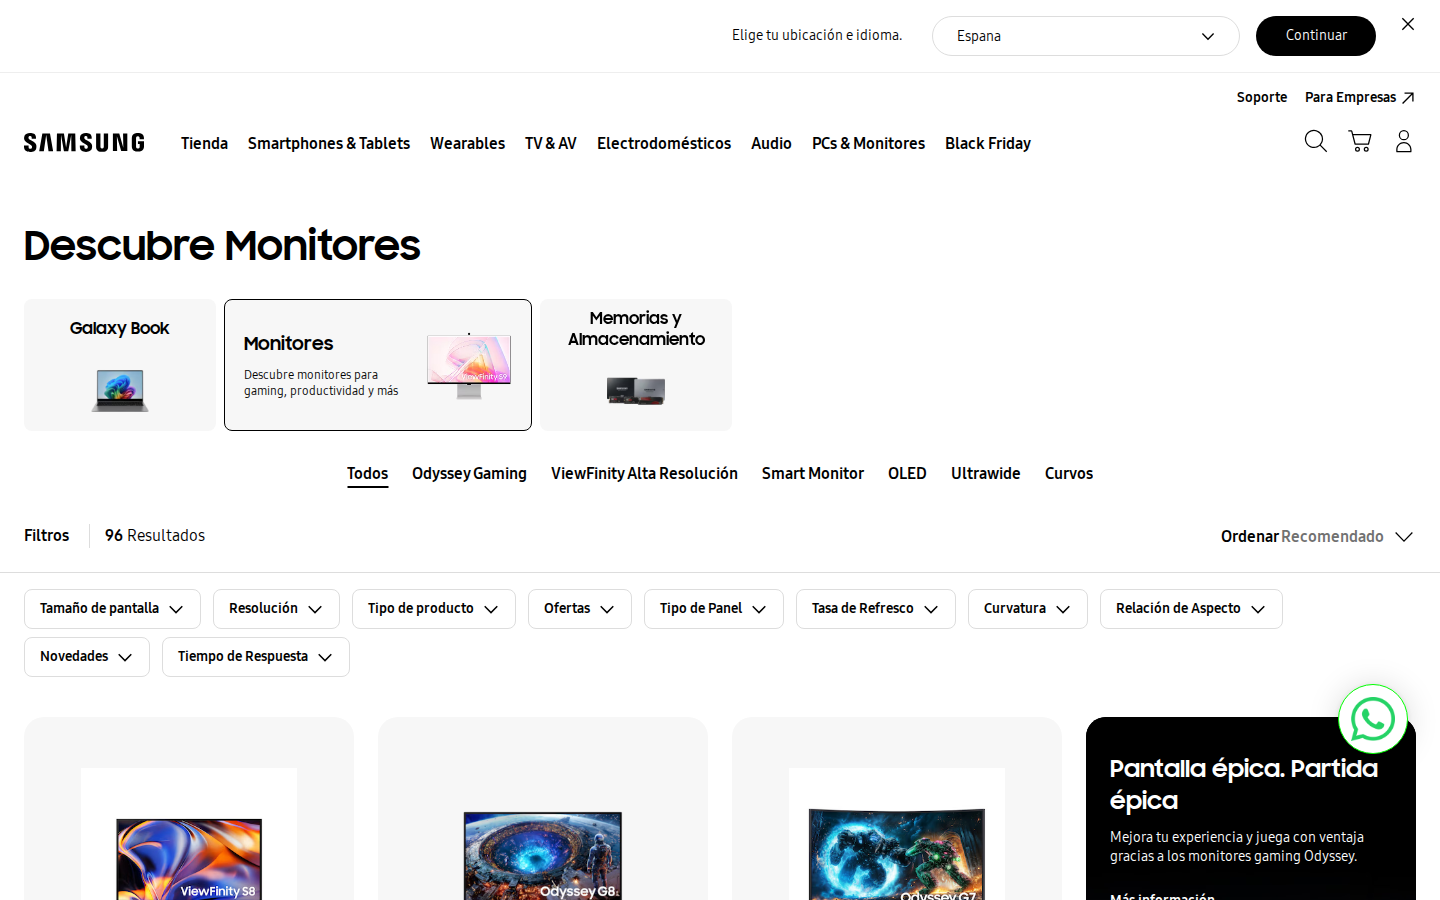 Elige tu ubicación e idioma.
Espana
Continuar
Soporte
Para Empresas
SAMSUNG
Tienda
Smartphones & Tablets
Wearables
TV & AV
Electrodomésticos
Audio
PCs & Monitores
Black Friday
Descubre Monitores
Galaxy Book
Monitores
Descubre monitores para
gaming, productividad y más
ViewFinity S9
Memorias y
Almacenamiento
Todos
Odyssey Gaming
ViewFinity Alta Resolución
Smart Monitor
OLED
Ultrawide
Curvos
Filtros
96 Resultados
Ordenar Recomendado
Tamaño de pantalla
Resolución
Tipo de producto
Ofertas
Tipo de Panel
Tasa de Refresco
Curvatura
Relación de Aspecto
Novedades
Tiempo de Respuesta
ViewFinity S8
Odyssey G8
Odyssey G7
Pantalla épica. Partida
épica
Mejora tu experiencia y juega con ventaja
gracias a los monitores gaming Odyssey.
Más información